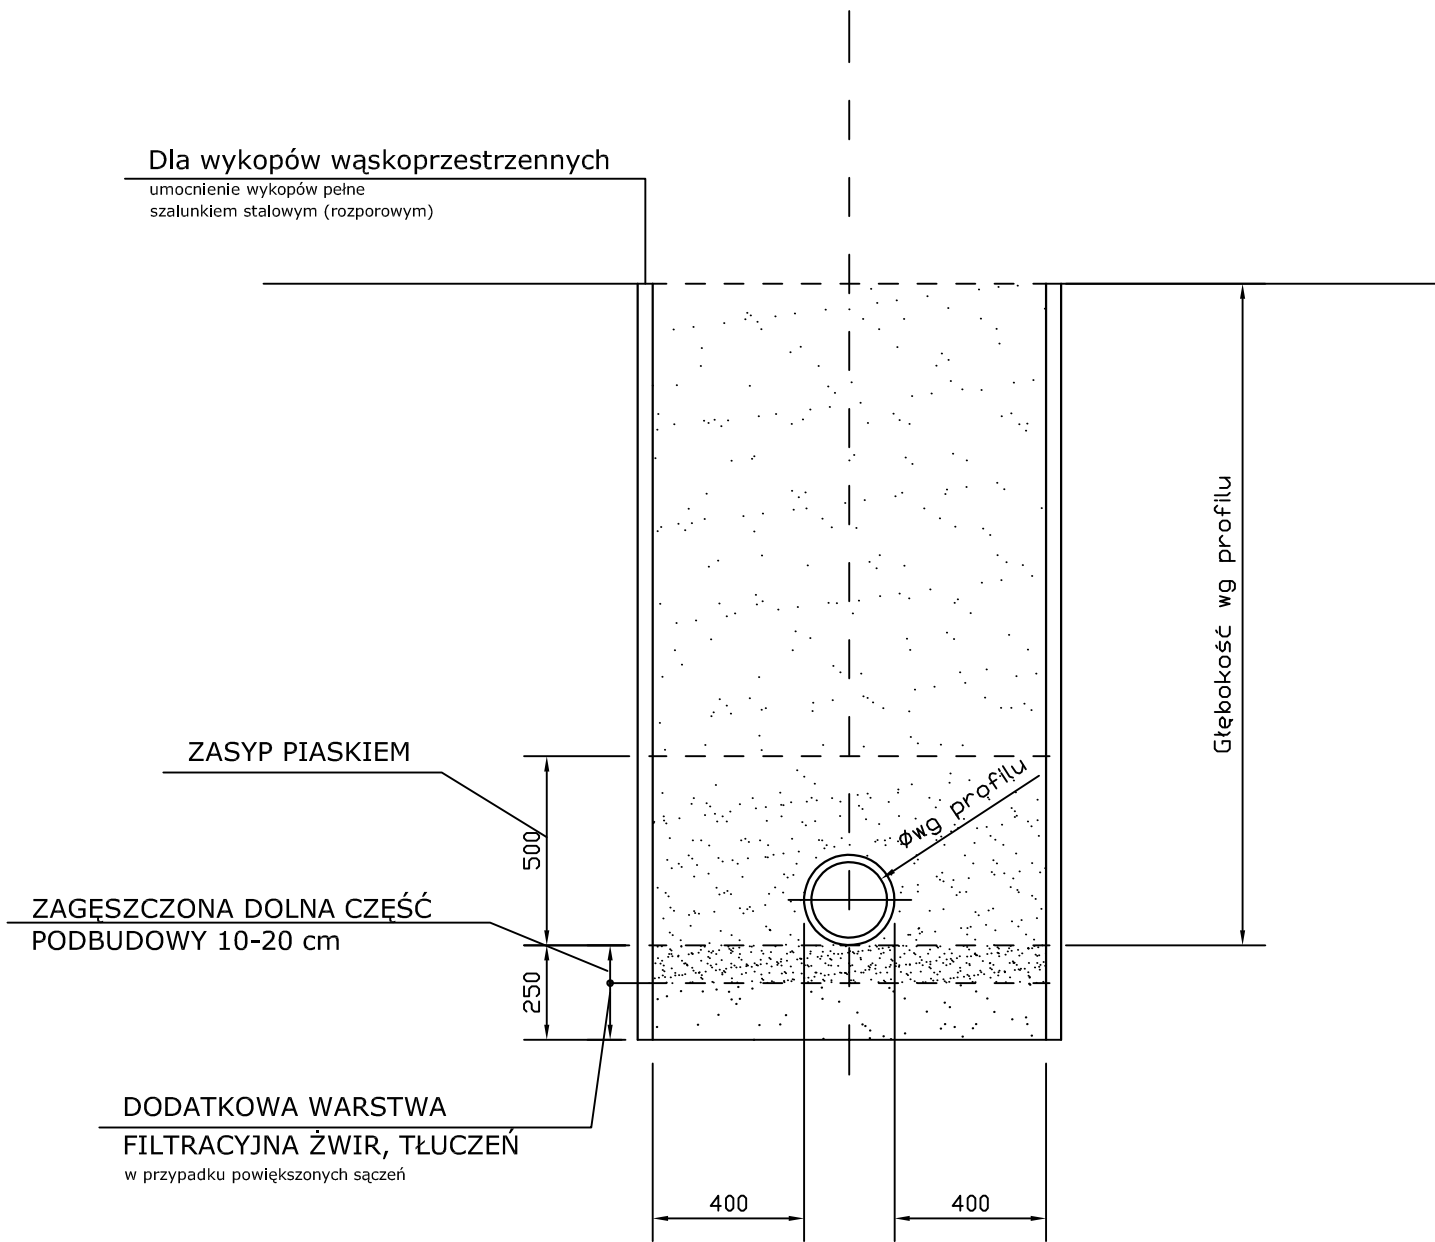 Dla wykopów wąskoprzestrzennych
umocnienie wykopów pełne
szalunkiem stalowym (rozporowym)
Głębokość wg profilu
ZASYP PIASKIEM
Øwg profilu
500
ZAGĘSZCZONA DOLNA CZĘŚĆ
PODBUDOWY 10-20 cm
250
DODATKOWA WARSTWA
FILTRACYJNA ŻWIR, TŁUCZEŃ
w przypadku powiększonych sączeń
400
400